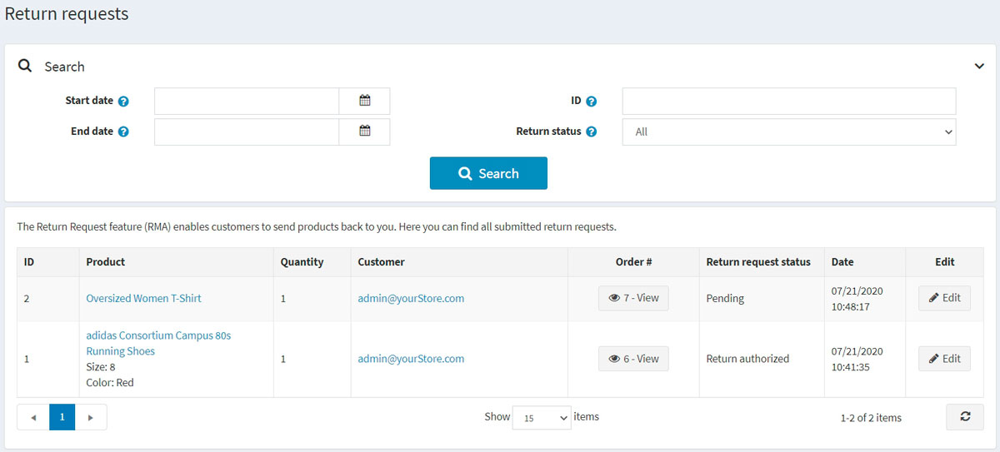 Return requests
Search
Start date ?
ID ?
End date ?
Return status ? All
Search
The Return Request feature (RMA) enables customers to send products back to you. Here you can find all submitted return requests.
ID Product Quantity Customer Order # Return request status Date Edit
2 Oversized Women T-Shirt 1 admin@yourStore.com 7 - View Pending 07/21/2020 Edit
10:48:17
adidas Consortium Campus 80s
Running Shoes
1 Size: 8 1 admin@yourStore.com 6 - View Return authorized 07/21/2020 Edit
10:41:35
Color: Red
1 Show 15 items 1-2 of 2 items